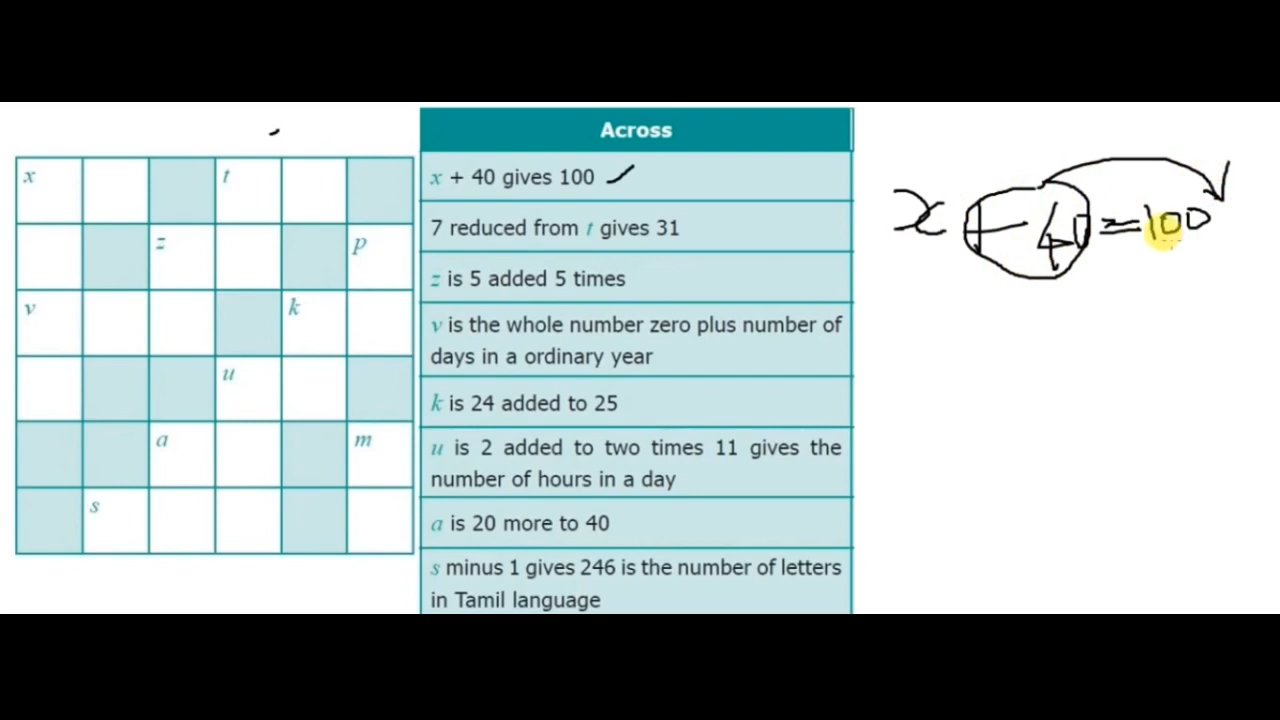 x t
z p
v k
u
a m
s
Across
x + 40 gives 100
7 reduced from t gives 31
z is 5 added 5 times
v is the whole number zero plus number of
days in a ordinary year
k is 24 added to 25
u is 2 added to two times 11 gives the
number of hours in a day
a is 20 more to 40
s minus 1 gives 246 is the number of letters
in Tamil language
x + 40 = 100